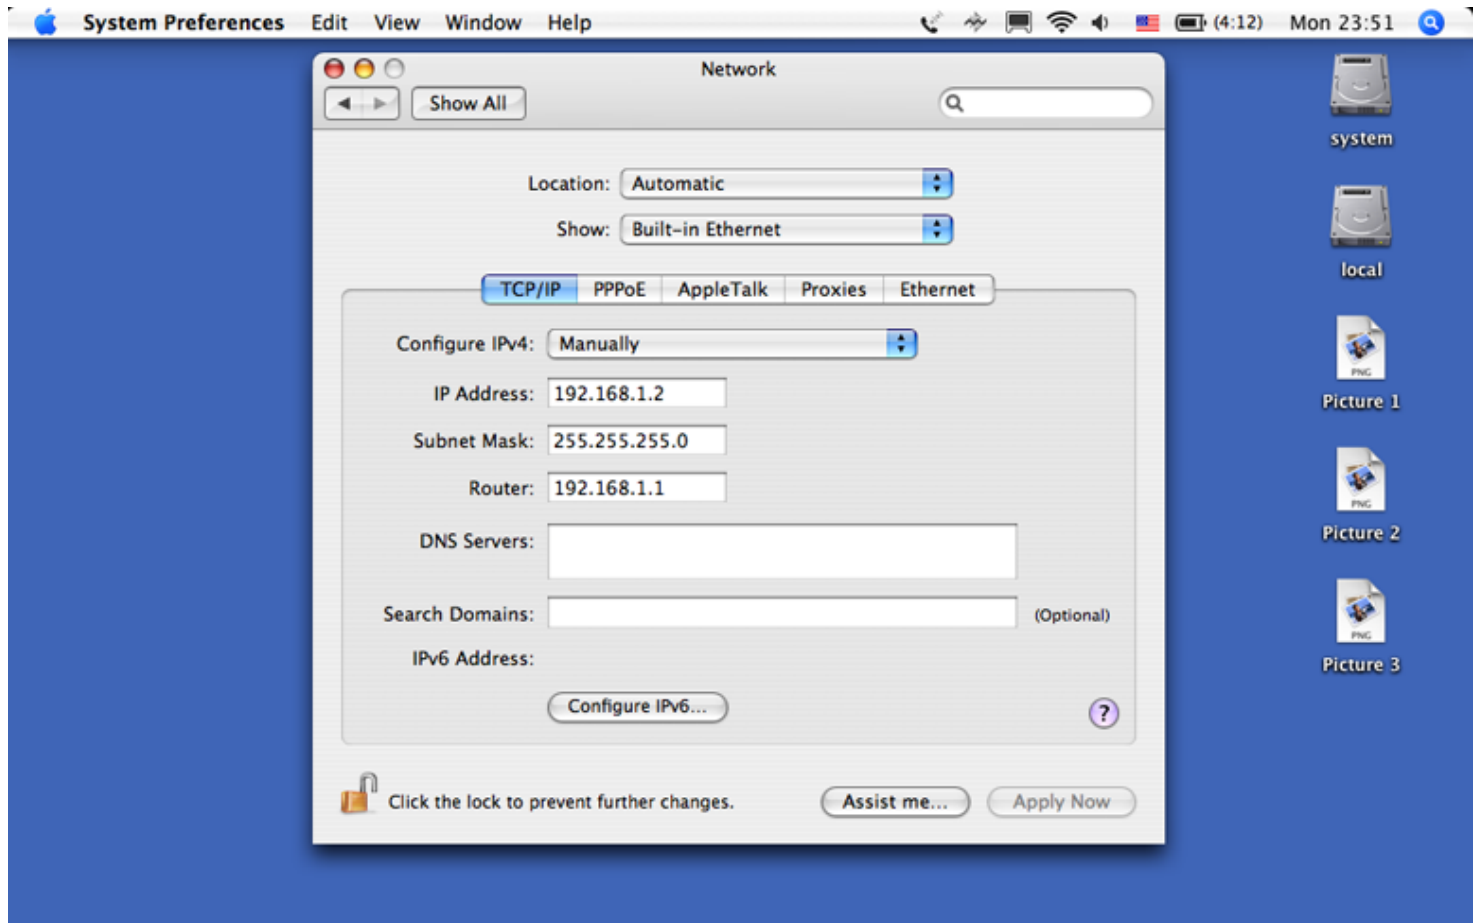 System Preferences Edit View Window Help (4:12) Mon 23:51
Network
Show All
Location: Automatic
Show: Built-in Ethernet
TCP/IP PPPoE AppleTalk Proxies Ethernet
Configure IPv4: Manually
IP Address: 192.168.1.2
Subnet Mask: 255.255.255.0
Router: 192.168.1.1
DNS Servers:
Search Domains: (Optional)
IPv6 Address:
Configure IPv6...
?
Click the lock to prevent further changes. Assist me... Apply Now
system
local
PNG
Picture 1
PNG
Picture 2
PNG
Picture 3